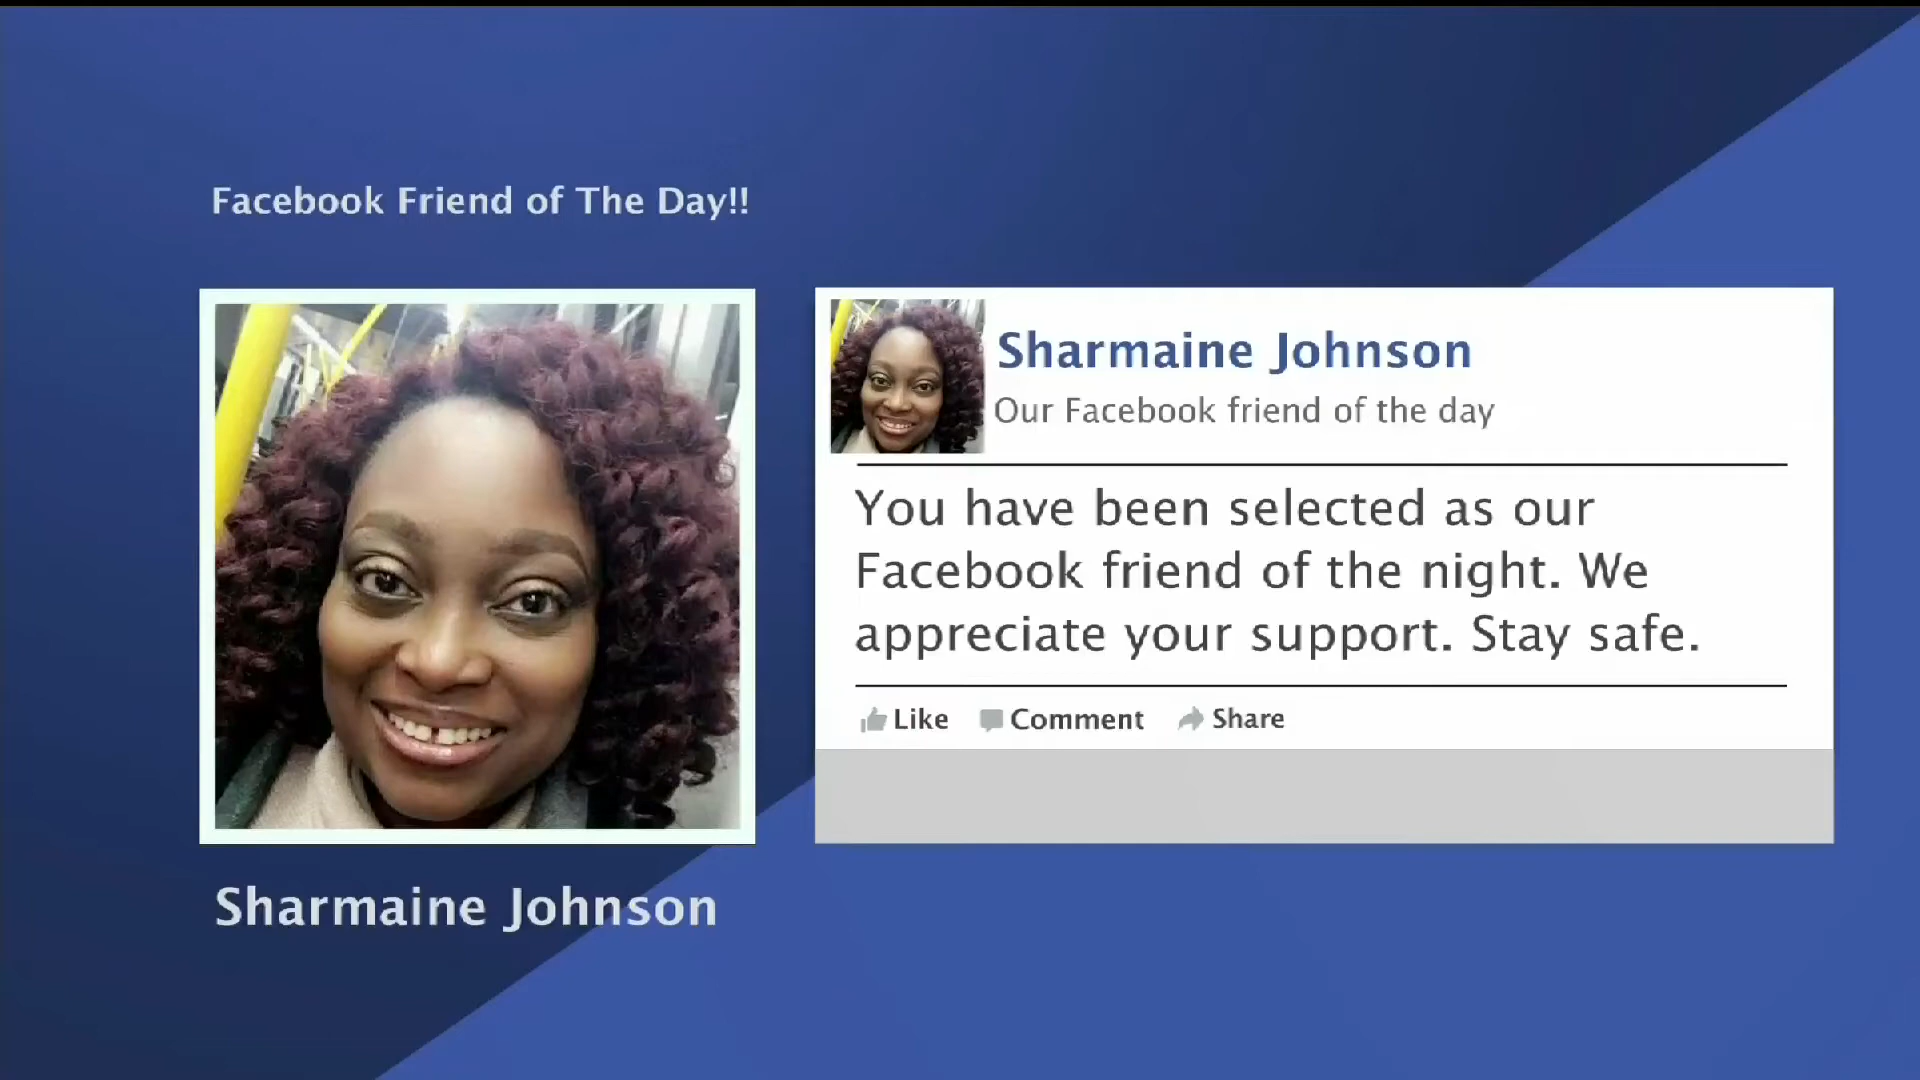 Facebook Friend of The Day!!
Sharmaine Johnson
Sharmaine Johnson
Our Facebook friend of the day
You have been selected as our
Facebook friend of the night. We
appreciate your support. Stay safe.
Like Comment Share